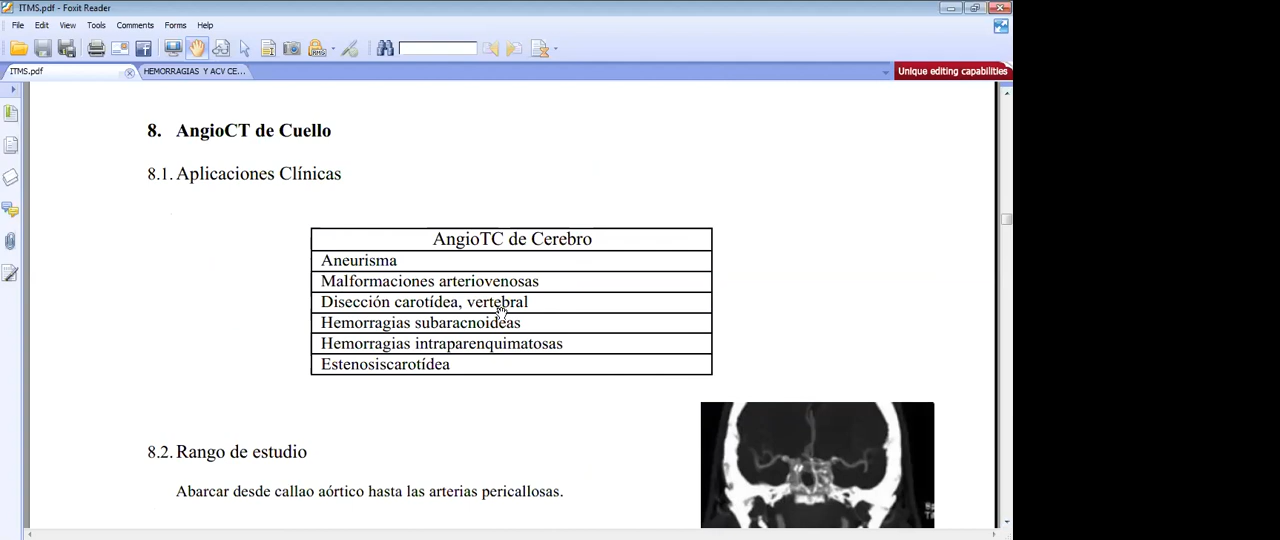 ITMS.pdf - Foxit Reader
File Edit View Tools Comments Forms Help
ITMS.pdf
HEMORRAGIAS Y ACV CE...
Unique editing capabilities
8. AngioCT de Cuello
8.1. Aplicaciones Clínicas
AngioTC de Cerebro
Aneurisma
Malformaciones arteriovenosas
Disección carotídea, vertebral
Hemorragias subaracnoideas
Hemorragias intraparenquimatosas
Estenosiscarotídea
8.2. Rango de estudio
Abarcar desde callao aórtico hasta las arterias pericallosas.